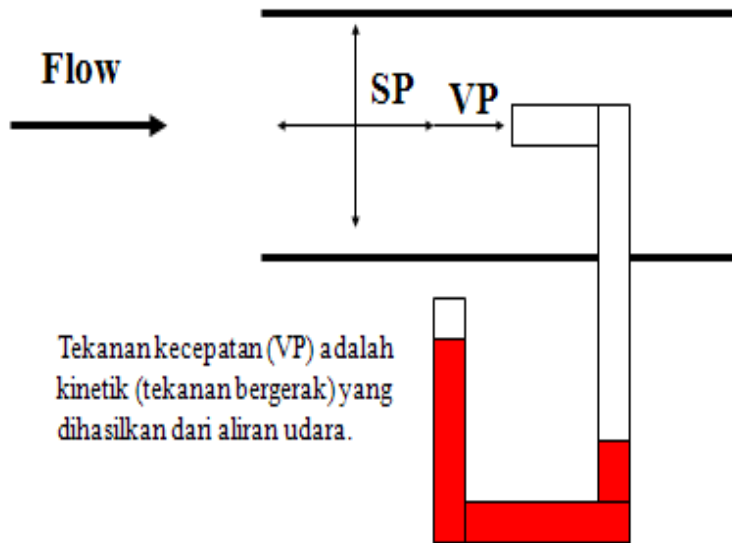 Flow
SP
VP
Tekanan kecepatan (VP) adalah
kinetik (tekanan bergerak) yang
dihasilkan dari aliran udara.